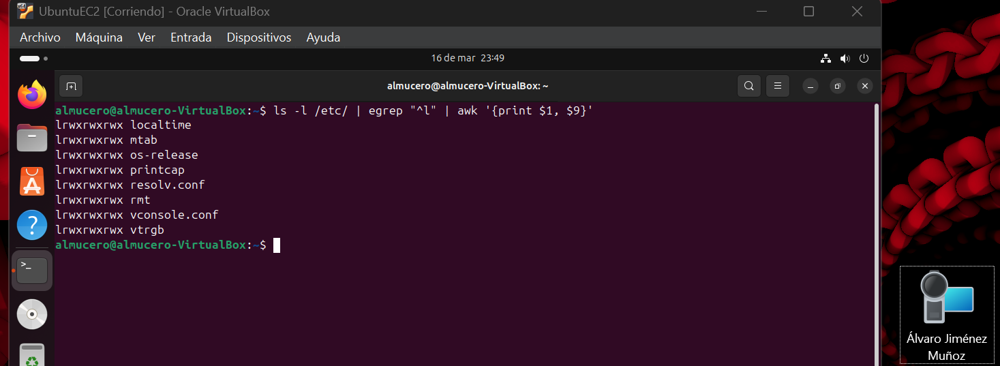 UbuntuEC2 [Corriendo] - Oracle VirtualBox
Archivo Máquina Ver Entrada Dispositivos Ayuda
16 de mar 23:49
almucero@almucero-VirtualBox: ~
almucero@almucero-VirtualBox:~$ ls -l /etc/ | egrep "^l" | awk '{print $1, $9}'
lrwxrwxrwx localtime
lrwxrwxrwx mtab
lrwxrwxrwx os-release
lrwxrwxrwx printcap
lrwxrwxrwx resolv.conf
lrwxrwxrwx rmt
lrwxrwxrwx vconsole.conf
lrwxrwxrwx vtrgb
almucero@almucero-VirtualBox:~$
Álvaro Jiménez
Muñoz